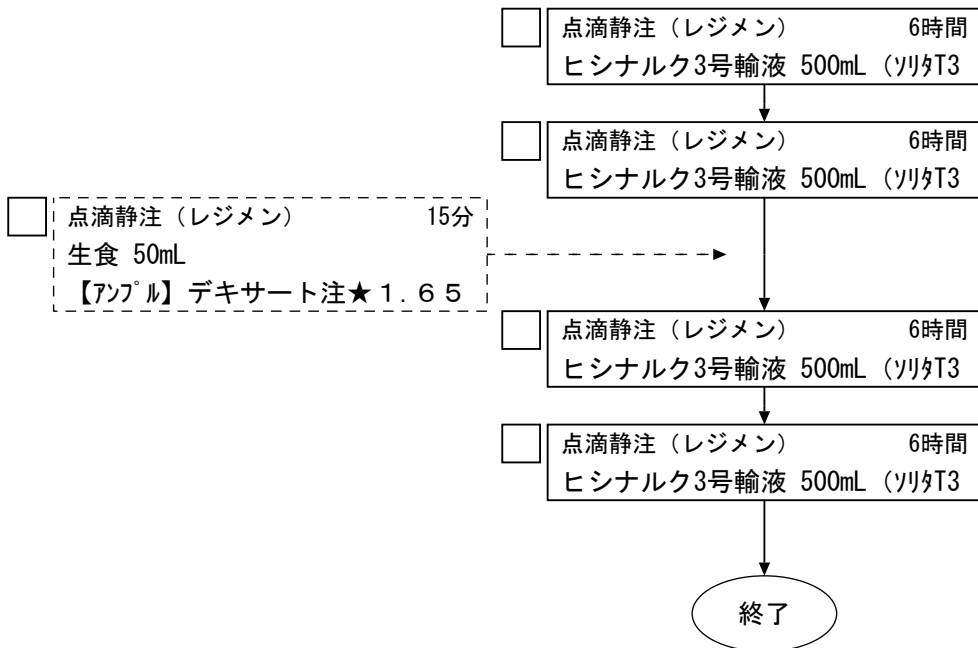 点滴静注（レジメン） 6時間
ヒシナルク3号輸液 500mL（ｿﾘﾀT3
点滴静注（レジメン） 6時間
ヒシナルク3号輸液 500mL（ｿﾘﾀT3
点滴静注（レジメン） 15分
生食 50mL
【ｱﾝﾌﾟﾙ】デキサート注★１.６５
点滴静注（レジメン） 6時間
ヒシナルク3号輸液 500mL（ｿﾘﾀT3
点滴静注（レジメン） 6時間
ヒシナルク3号輸液 500mL（ｿﾘﾀT3
終了